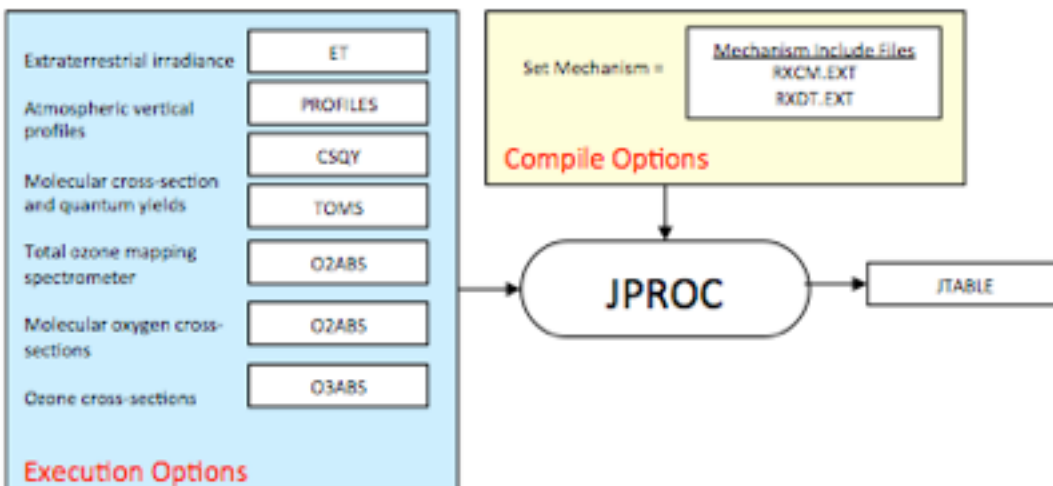 Extraterrestrial irradiance
ET
Atmospheric vertical
profiles
PROFILES
CSQY
Molecular cross-section
and quantum yields
TOMS
Total ozone mapping
spectrometer
O2ABS
Molecular oxygen cross-
sections
O2ABS
Ozone cross-sections
O3ABS
Execution Options
Set Mechanism =
Mechanism Include Files
RXCM.EXT
RXDT.EXT
Compile Options
JPROC
JTABLE